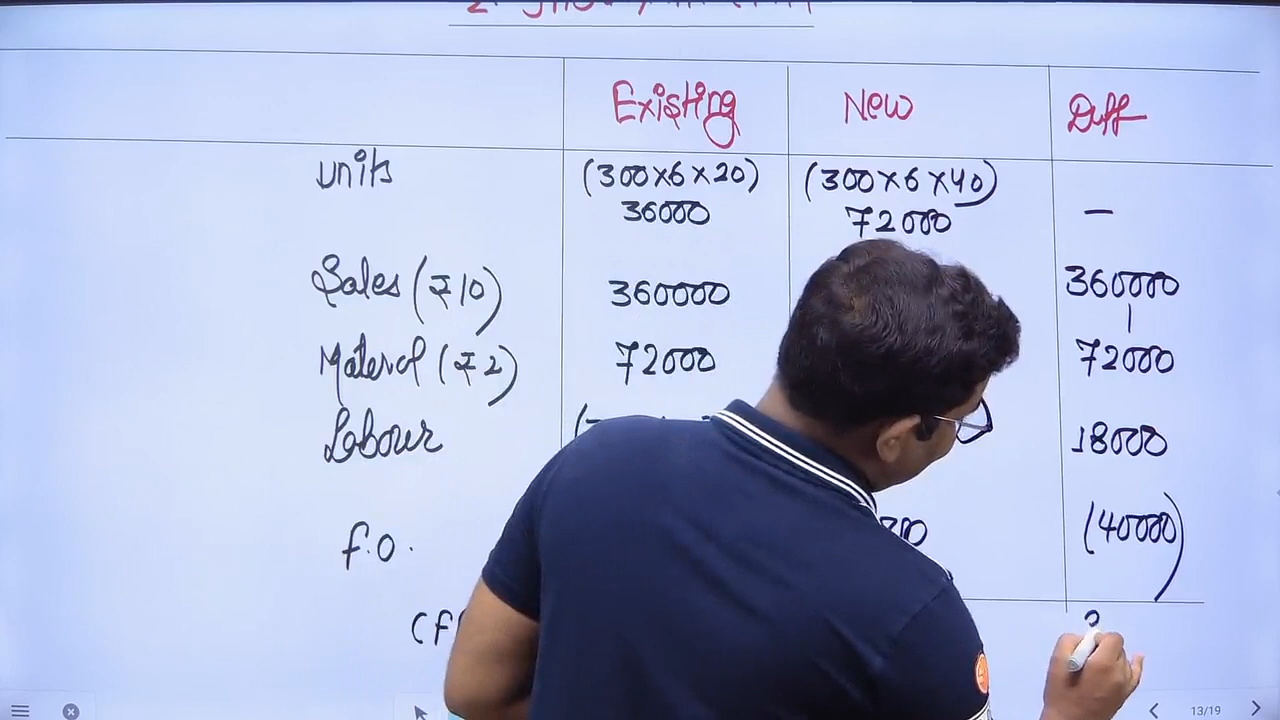 Existing New Diff
units (300×6×20) (300×6×40)
36000 72000 —
Sales (₹10) 360000 360000
Material (₹2) 72000 72000
Labour 18000
f.o. (40000)
(f
13/19